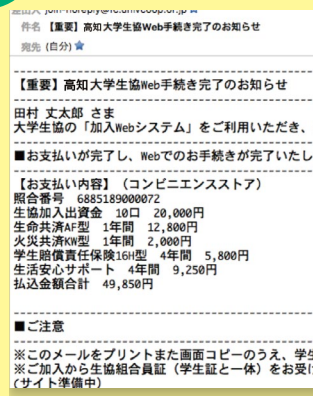 件名 【重要】高知大学生協Web手続き完了のお知らせ
宛先 (自分)
【重要】高知大学生協Web手続き完了のお知らせ
田村 丈太郎 さま
大学生協の「加入Webシステム」をご利用いただき、
■お支払いが完了し、Webでのお手続きが完了いたし
【お支払い内容】（コンビニエンスストア）
照合番号 6885189000072
生協加入出資金 10口 20,000円
生命共済AF型 1年間 12,800円
火災共済KW型 1年間 2,000円
学生賠償責任保険16H型 4年間 5,800円
生活安心サポート 4年間 9,250円
払込金額合計 49,850円
■ご注意
※このメールをプリントまた画面コピーのうえ、学生
※ご加入から生協組合員証（学生証と一体）をお受け
(サイト準備中)